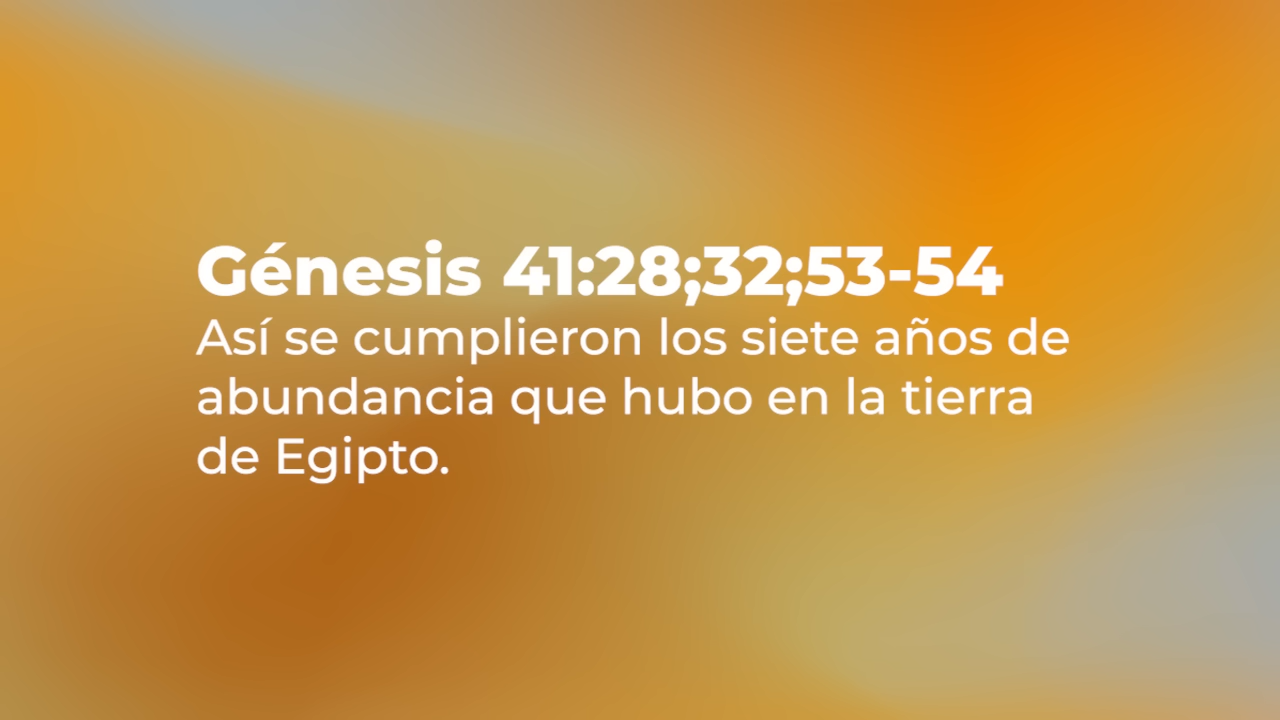 Génesis 41:28;32;53-54
Así se cumplieron los siete años de
abundancia que hubo en la tierra
de Egipto.